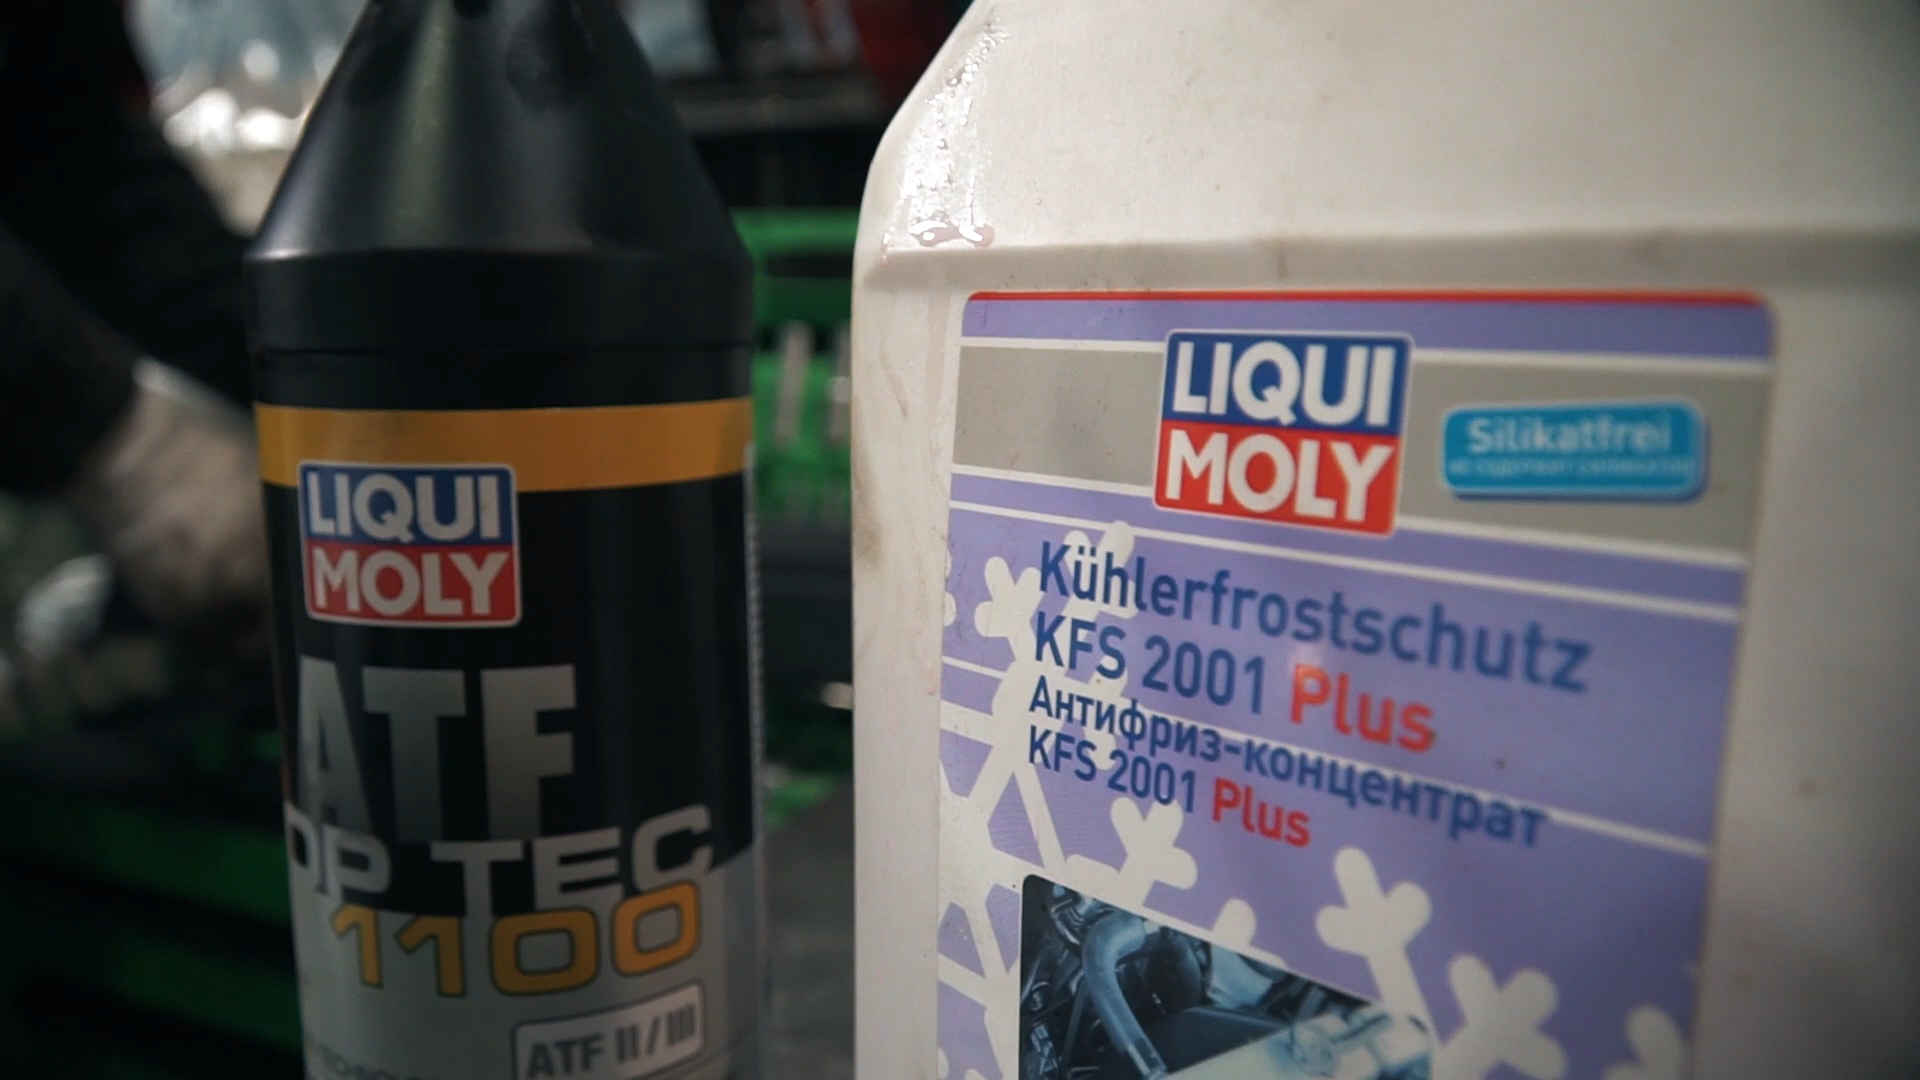 LIQUI
MOLY
ATF
OP TEC
1100
ATF II/III
LIQUI
MOLY
Silikatfrei
Kühlerfrostschutz
KFS 2001 Plus
Антифриз-концентрат
KFS 2001 Plus